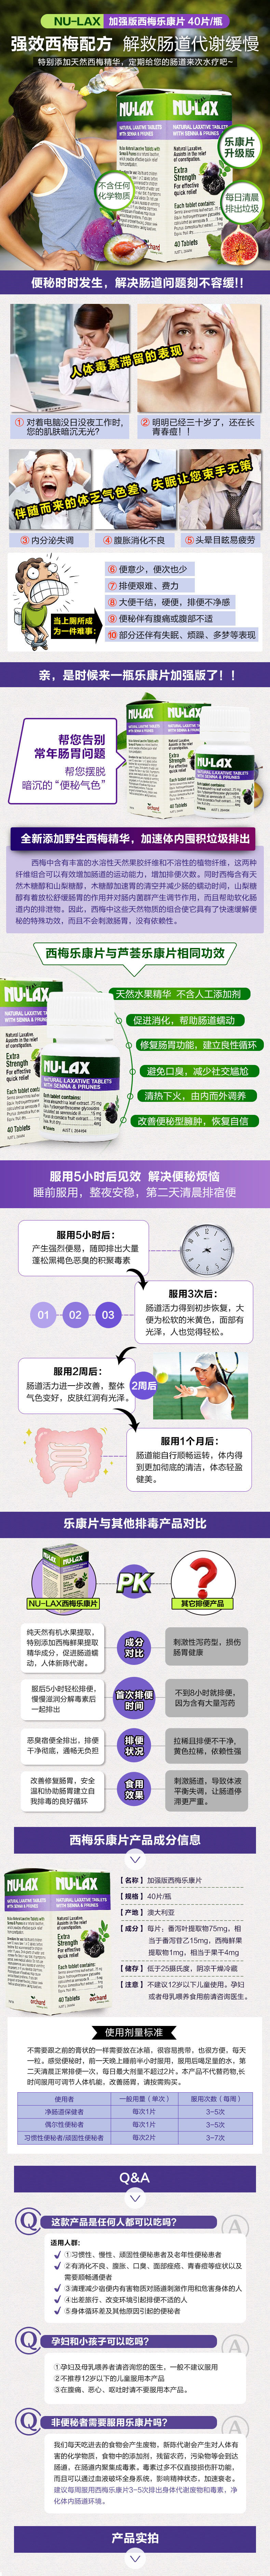 NU-LAX 加强版西梅乐康片 40片/瓶
强效西梅配方 解救肠道代谢缓慢
特别添加天然西梅精华，定期给您的肠道来次水疗吧~
NU-LAX
NATURAL LAXATIVE TABLETS
WITH SENNA & PRUNES
Natural Laxative.
In the relief
of constipation.
Extra
Strength
For effective
quick relief
40 Tablets
乐康片
升级版
不含任何
化学物质
每日清晨
排出垃圾
便秘时时发生，解决肠道问题刻不容缓!!
人体毒素滞留的表现
① 对着电脑没日没夜工作时，
您的肌肤暗沉无光？
② 明明已经三十岁了，还在长
青春痘！！
伴随而来的体乏气色差、失眠让您束手无策
③ 内分泌失调
④ 腹胀消化不良
⑤ 头晕目眩易疲劳
当上厕所成
为一件难事：
⑥ 便意少，便次也少
⑦ 排便艰难、费力
⑧ 大便干结，硬便，排便不净感
⑨ 便秘伴有腹痛或腹部不适
⑩ 部分还伴有失眠、烦躁、多梦等表现
亲，是时候来一瓶乐康片加强版了！！
帮您告别
常年肠胃问题
帮您摆脱
暗沉的“便秘气色”
NU-LAX
NATURAL LAXATIVE TABLETS
WITH SENNA & PRUNES
orchard
40 Tablets
全新添加野生西梅精华，加速体内囤积垃圾排出
西梅中含有丰富的水溶性天然果胶纤维和不溶性的植物纤维，这两种
纤维组合可以有效增加肠道的运动能力，增加排便次数。同时西梅含有天
然木糖醇和山梨糖醇，木糖醇加速胃的清空并减少肠的蠕动时间，山梨糖
醇有着放松舒缓肠胃的作用并对肠内菌群产生调节作用，而且帮助软化肠
道内的排泄物，因此，西梅中这些天然物质的组合使它具有了快速缓解便
秘的特殊功效，而且不会刺激肠胃，没有依赖性。
西梅乐康片与芦荟乐康片相同功效
天然水果精华 不含人工添加剂
促进消化，帮助肠道蠕动
修复肠胃功能，建立良性循环
避免口臭，减少社交尴尬
清热下火，由内而外调养
改善便秘型臃肿，恢复自信
NU-LAX
NATURAL LAXATIVE TABLETS
WITH SENNA & PRUNES
Natural Laxative.
In the relief
of constipation.
Extra
Strength
For effective
quick relief
40 Tablets
服用5小时后见效 解决便秘烦恼
睡前服用，整夜安稳，第二天清晨排宿便
服用5小时后：
产生强烈便易，随即排出大量
蓬松黑褐色恶臭的积聚毒素
01 02 03
服用3次后：
肠道活力得到初步恢复，大
便为松软的米黄色，面部有
光泽，人也觉得轻松。
服用2周后：
肠道活力进一步改善，整体
气色变好，皮肤红润有光泽。
2周后
服用1个月后：
肠道能自行顺畅运转，体内得
到更加彻底的清洁，体态轻盈
健美。
乐康片与其他排毒产品对比
NU-LAX西梅乐康片
PK
其它排便产品
纯天然有机水果提取，
特别添加西梅鲜果提取
精华成分，促进肠道蠕
动，人体新陈代谢。
成分
对比
刺激性泻药型，损伤
肠胃健康
服后5小时轻松排便，
慢慢滋润分解毒素后
一起排出
首次排便
时间
不到8小时就排便，
因为含有大量泻药
恶臭宿便全排出，排便
干净彻底，通畅无负担
排便
状况
拉稀且排便不干净，
黄色拉稀，依赖性强
改善修复肠胃，安全
温和协助肠胃建立自
我排毒的良好循环
食用
效果
刺激肠道，导致体液
平衡失调，让肠道停
滞更严重。
西梅乐康片产品成分信息
【 名称 】 加强版西梅乐康片
【 规格 】 40片/瓶
【 产地 】 澳大利亚
【 成分 】 每片：番泻叶提取物75mg，相
当于番泻苷乙15mg，西梅鲜果
提取物1mg，相当于果干4mg
【 储存 】 低于25摄氏度，阴凉干燥冷藏
【 注意 】 不建议12岁以下儿童使用。孕妇
或者母乳喂养食用前请咨询医生。
使用剂量标准
不需要跟之前的膏状的一样需要放在冰箱，很容易携带，也很方便，每天
一粒。感觉便秘时，前一天晚上睡前半小时服用，服用后喝足量的水，第
二天清晨正常排便一次，每日最大剂量不超过2片。本产品不代替药物,长
时间服用可调节人体机能，改善肠胃，请按需购买。
使用者 一般用量（单次） 服用次数（每周）
净肠道保健者 每次1片 3-5次
偶尔性便秘者 每次1片 3-5次
习惯性便秘者/顽固性便秘者 每次2片 3-7次
Q&A
Q 这款产品是任何人都可以吃吗？
A
适用人群：
①习惯性、慢性、顽固性便秘患者及老年性便秘患者
②有消化不良、腹胀、口臭、面部痤疮、青春痘等症状以及
需要顺畅通便者
③清理减少宿便内有害物质对肠道刺激作用和危害身体的人
④出差旅行、改变环境引起排便不适的人
⑤身体循环差及其他原因引起的便秘者
Q 孕妇和小孩子可以吃吗？
A
①孕妇及母乳喂养者请咨询您的医生，一般不建议服用
②不推荐12岁以下的儿童服用本产品
③在腹痛、恶心、呕吐时请不要服用本产品。
Q 非便秘者需要服用乐康片吗？
A
我们每天吃进去的食物会产生废物，新陈代谢会产生对人体有
害的化学物质，食物中的添加剂，残留农药，污染物等会到达
肠道，在肠道内聚集成毒素。毒素过多不仅直接损伤肝功能，
而且可以通过血液破坏全身系统，影响精神状态，加速衰老。
建议每周服用西梅乐康片3-5次排出身体代谢废物和毒素，净
化体内肠道环境。
产品实拍